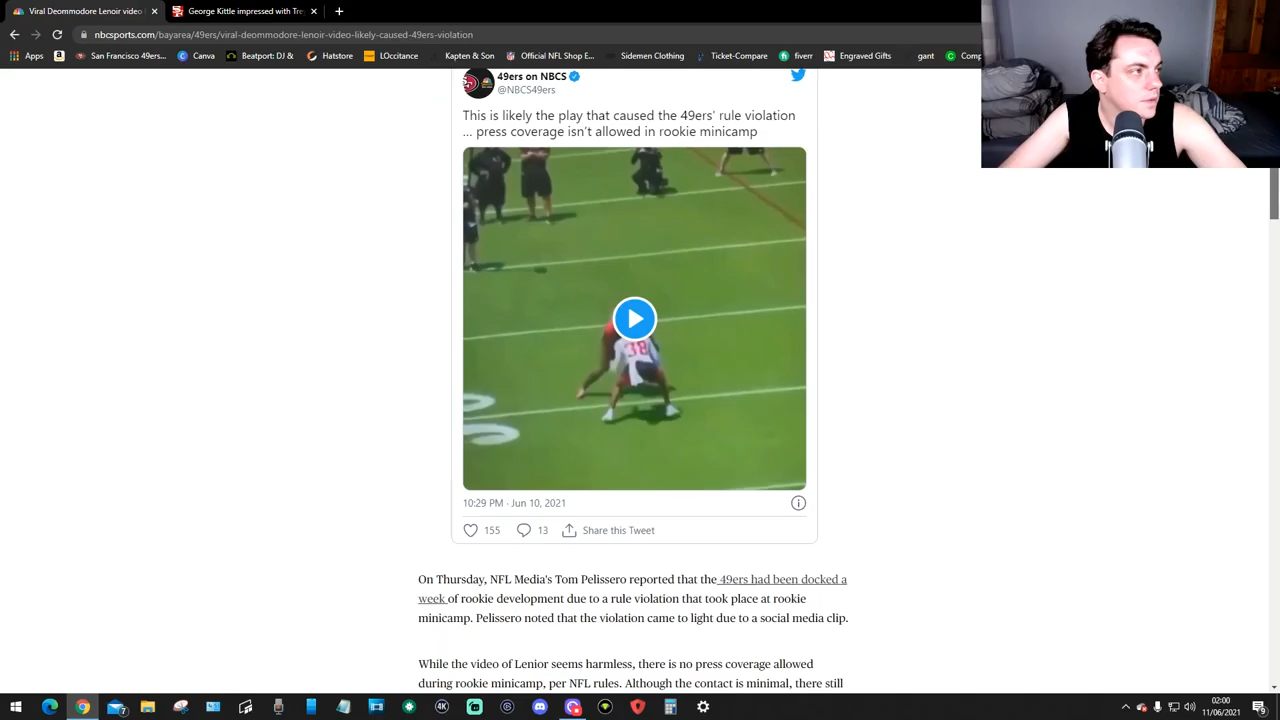 Viral Deommodore Lenoir video
George Kittle impressed with Tre
nbcsports.com/bayarea/49ers/viral-deommodore-lenoir-video-likely-caused-49ers-violation
Apps
San Francisco 49ers...
Canva
Beatport: DJ &
Hatstore
LOccitance
Kapten & Son
Official NFL Shop E...
Sidemen Clothing
Ticket-Compare
fiverr
Engraved Gifts
gant
Comp
49ers on NBCS
@NBCS49ers
This is likely the play that caused the 49ers' rule violation
... press coverage isn't allowed in rookie minicamp
38
10:29 PM · Jun 10, 2021
155
13
Share this Tweet
On Thursday, NFL Media's Tom Pelissero reported that the 49ers had been docked a
week of rookie development due to a rule violation that took place at rookie
minicamp. Pelissero noted that the violation came to light due to a social media clip.
While the video of Lenior seems harmless, there is no press coverage allowed
during rookie minicamp, per NFL rules. Although the contact is minimal, there still
4K
02:00
11/06/2021